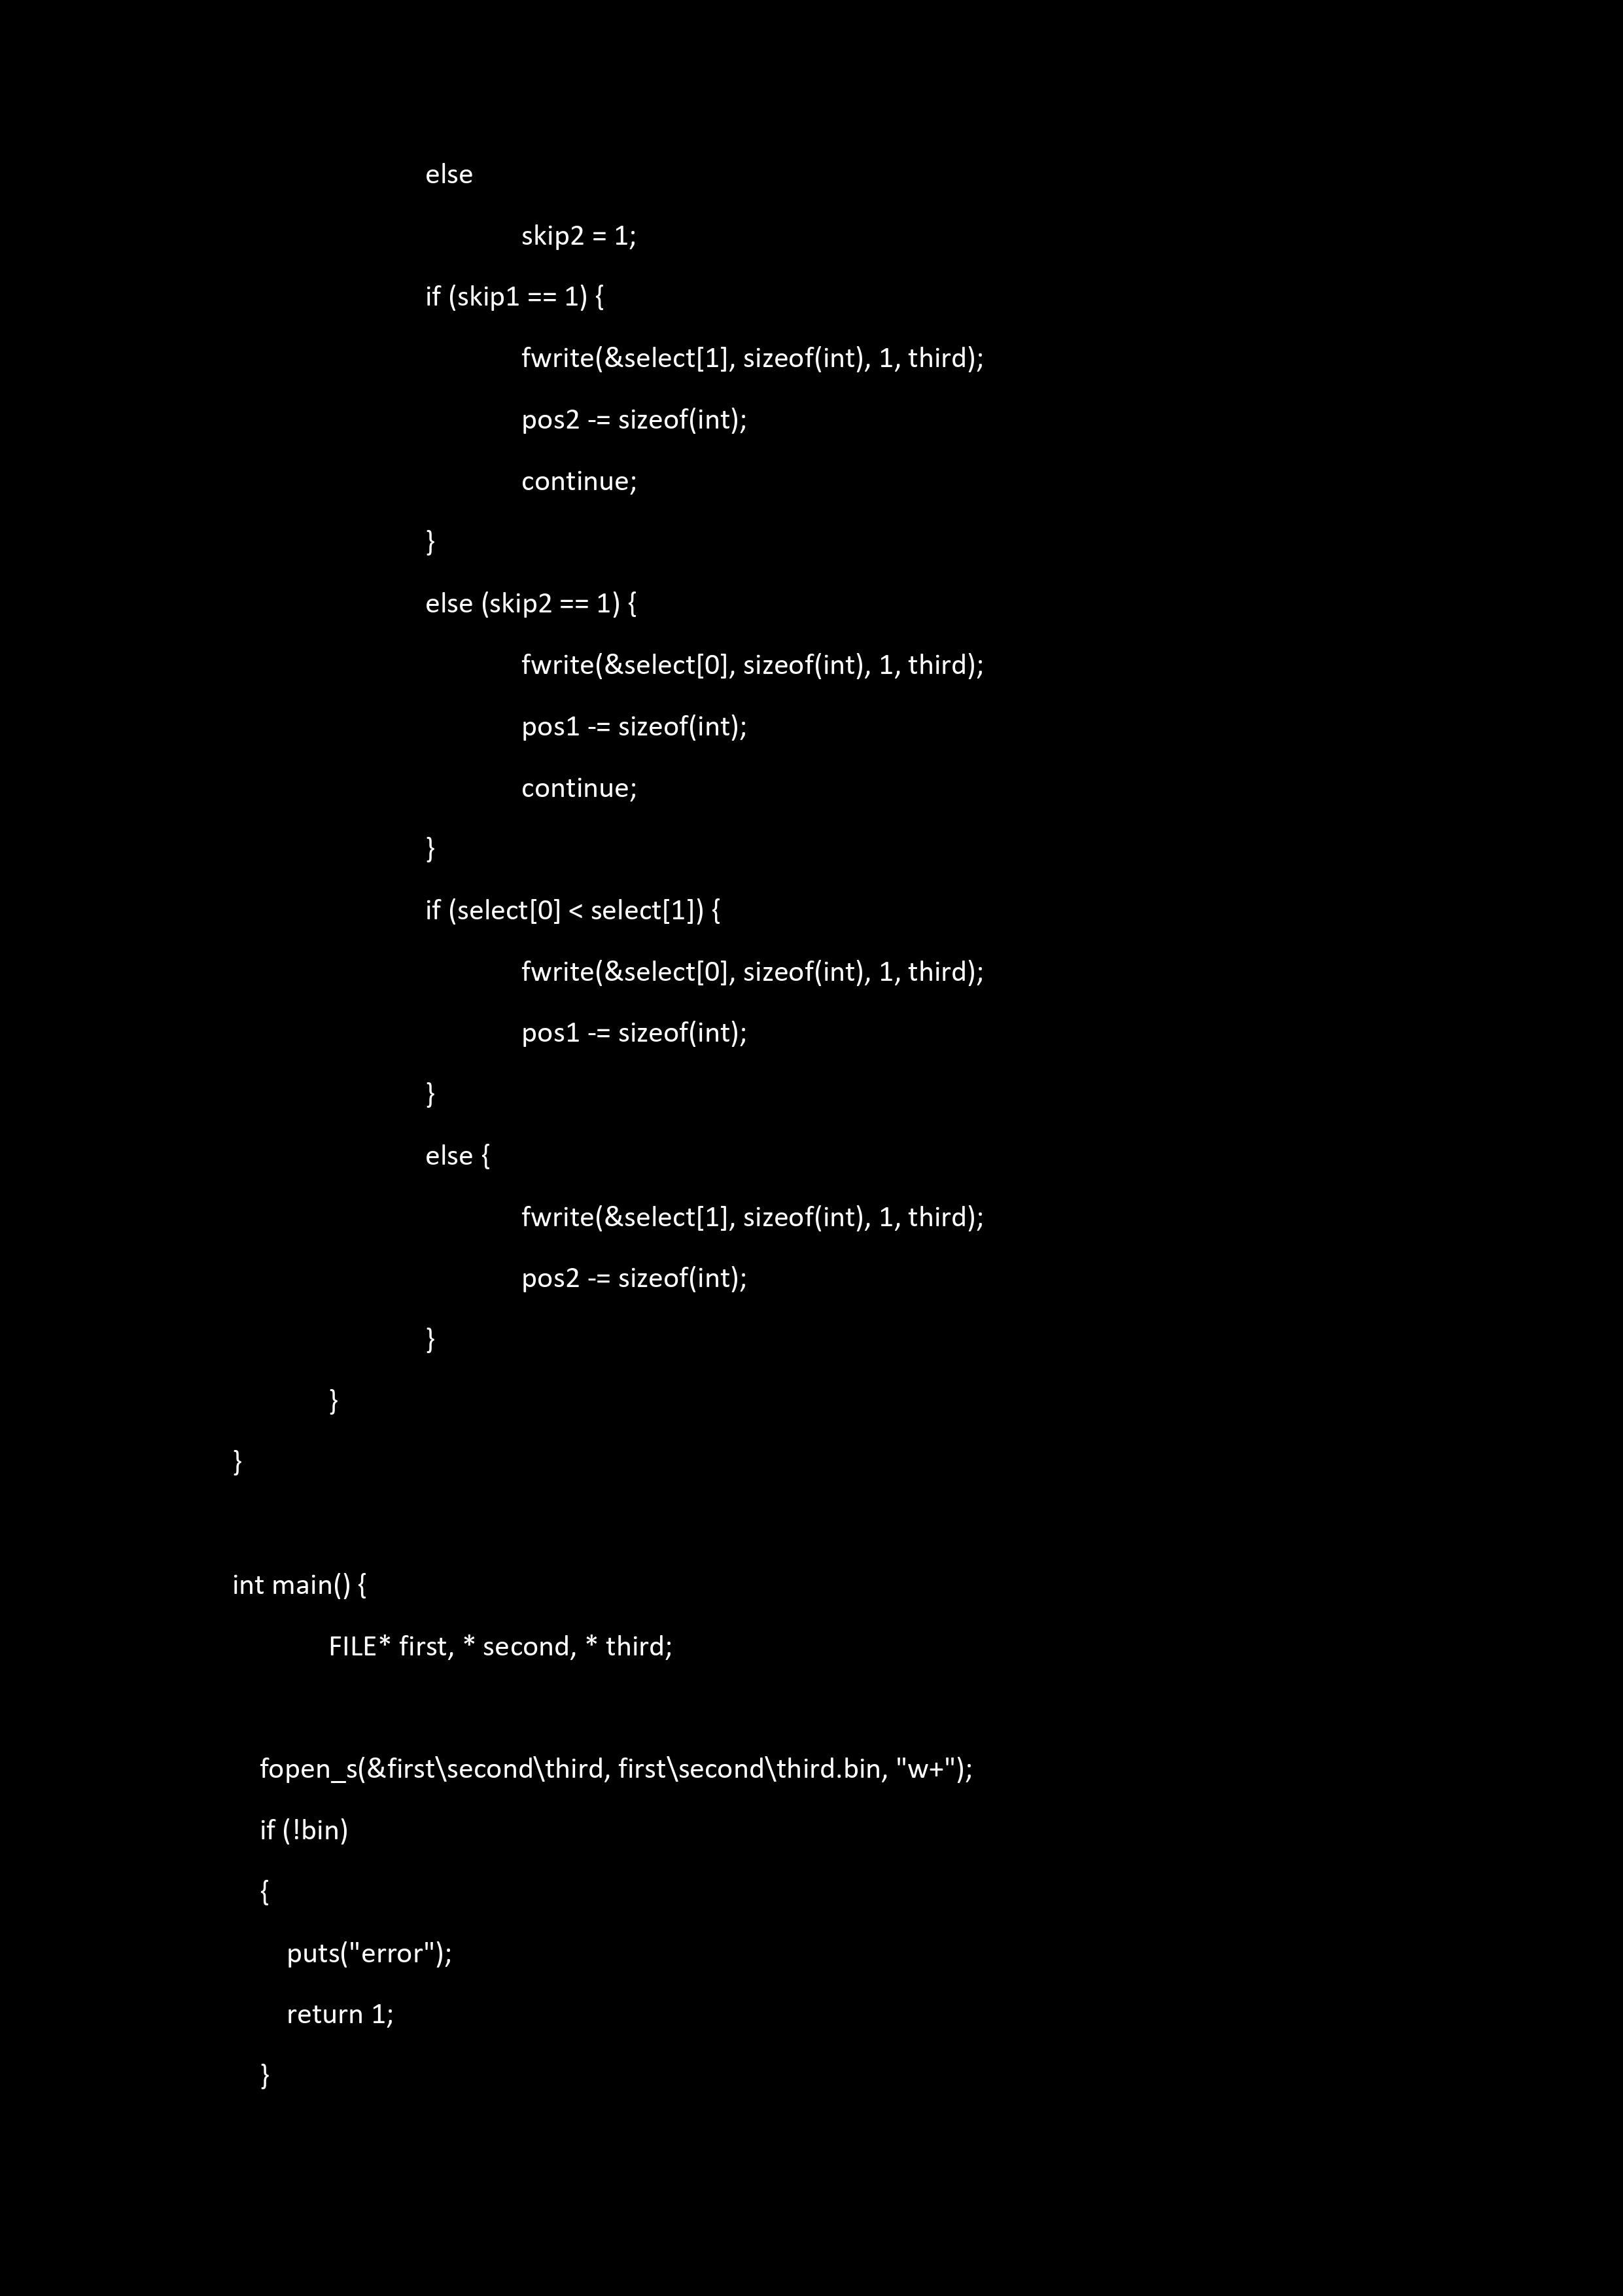 else
skip2 = 1;
if (skip1 == 1) {
fwrite(&select[1], sizeof(int), 1, third);
pos2 -= sizeof(int);
continue;
}
else (skip2 == 1) {
fwrite(&select[0], sizeof(int), 1, third);
pos1 -= sizeof(int);
continue;
}
if (select[0] < select[1]) {
fwrite(&select[0], sizeof(int), 1, third);
pos1 -= sizeof(int);
}
else {
fwrite(&select[1], sizeof(int), 1, third);
pos2 -= sizeof(int);
}
}
}
int main() {
FILE* first, * second, * third;
fopen_s(&first\second\third, first\second\third.bin, "w+");
if (!bin)
{
puts("error");
return 1;
}